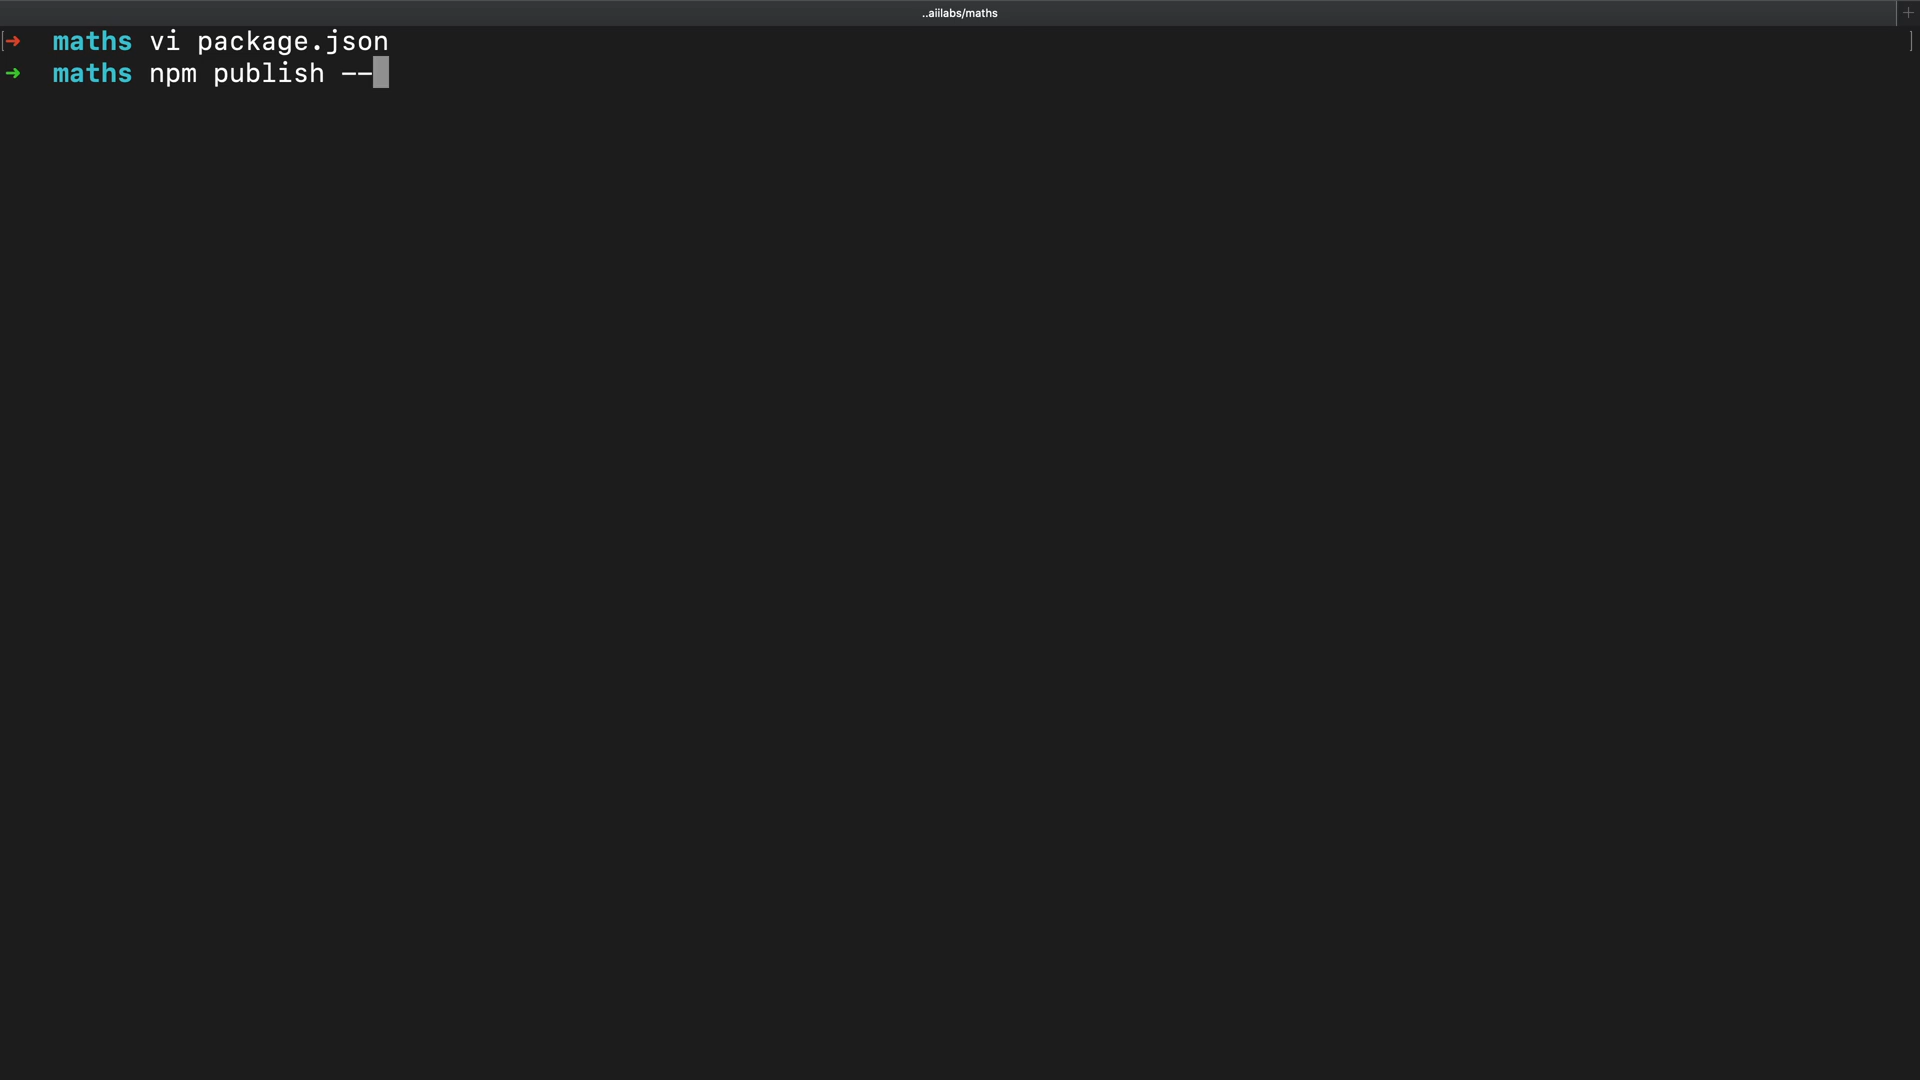 ..aiilabs/maths
➜ maths vi package.json
➜ maths npm publish --